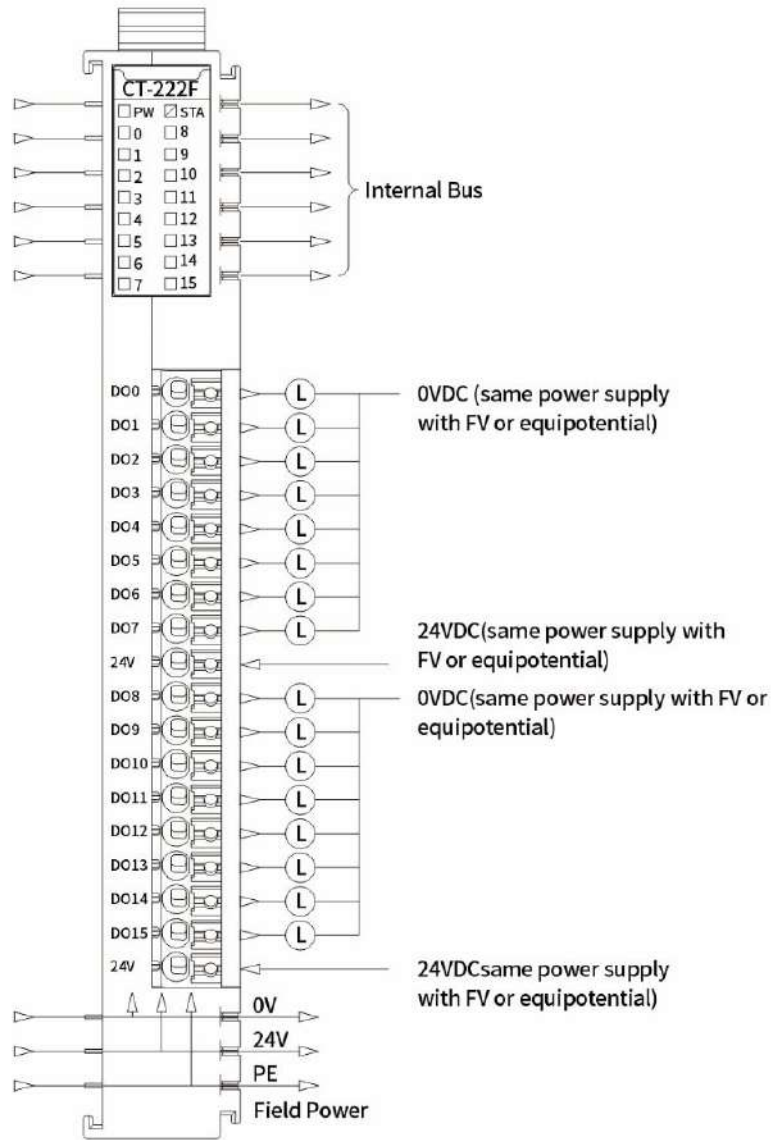 CT-222F
PW STA
0 8
1 9
2 10
3 11
4 12
5 13
6 14
7 15
Internal Bus
DO0 L
0VDC (same power supply
with FV or equipotential)
DO1 L
DO2 L
DO3 L
DO4 L
DO5 L
DO6 L
DO7 L
24VDC(same power supply with
FV or equipotential)
24V
DO8 L
0VDC(same power supply with FV or
equipotential)
DO9 L
DO10 L
DO11 L
DO12 L
DO13 L
DO14 L
DO15 L
24V
24VDCsame power supply
with FV or equipotential)
0V
24V
PE
Field Power